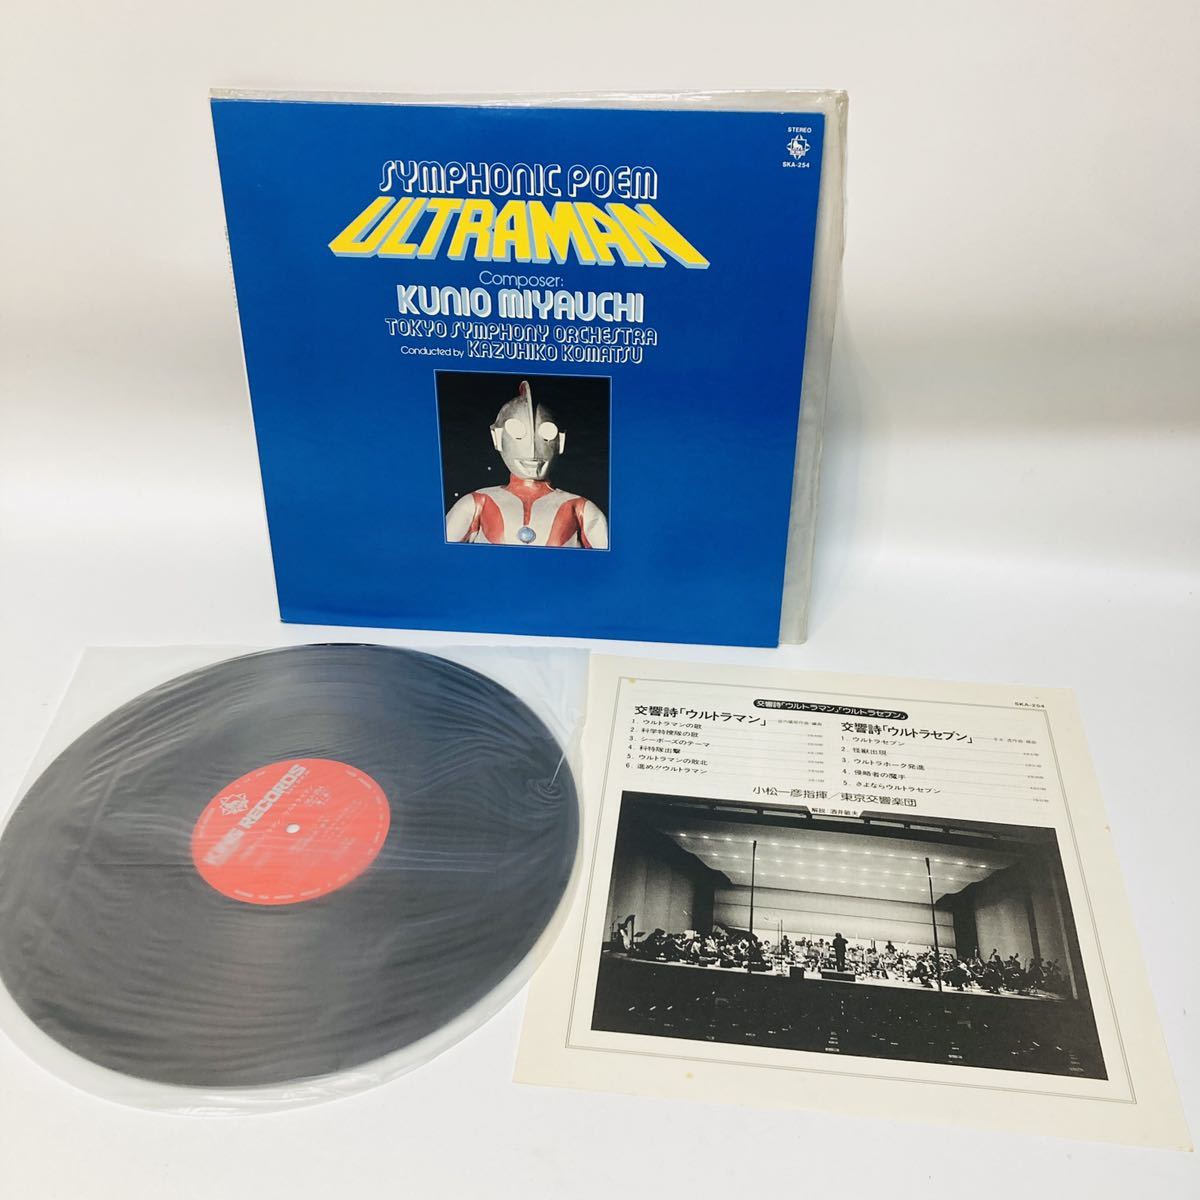 STEREO
SKA-254
SYMPHONIC POEM
ULTRAMAN
Composer:
KUNIO MIYAUCHI
TOKYO SYMPHONY ORCHESTRA
Conducted by KAZUHIKO KOMATSU
KING RECORDS
SKA-254
交響詩「ウルトラマン」「ウルトラセブン」
交響詩「ウルトラマン」
1. ウルトラマンの歌
2. 科学特捜隊の歌
3. シーボーズのテーマ
4. 科特隊出撃
5. ウルトラマンの敗北
6. 進め!!ウルトラマン
交響詩「ウルトラセブン」
1. ウルトラセブン
2. 怪獣出現
3. ウルトラホーク発進
4. 侵略者の魔手
5. さよならウルトラセブン
小松一彦指揮/東京交響楽団
解説:酒井敏夫